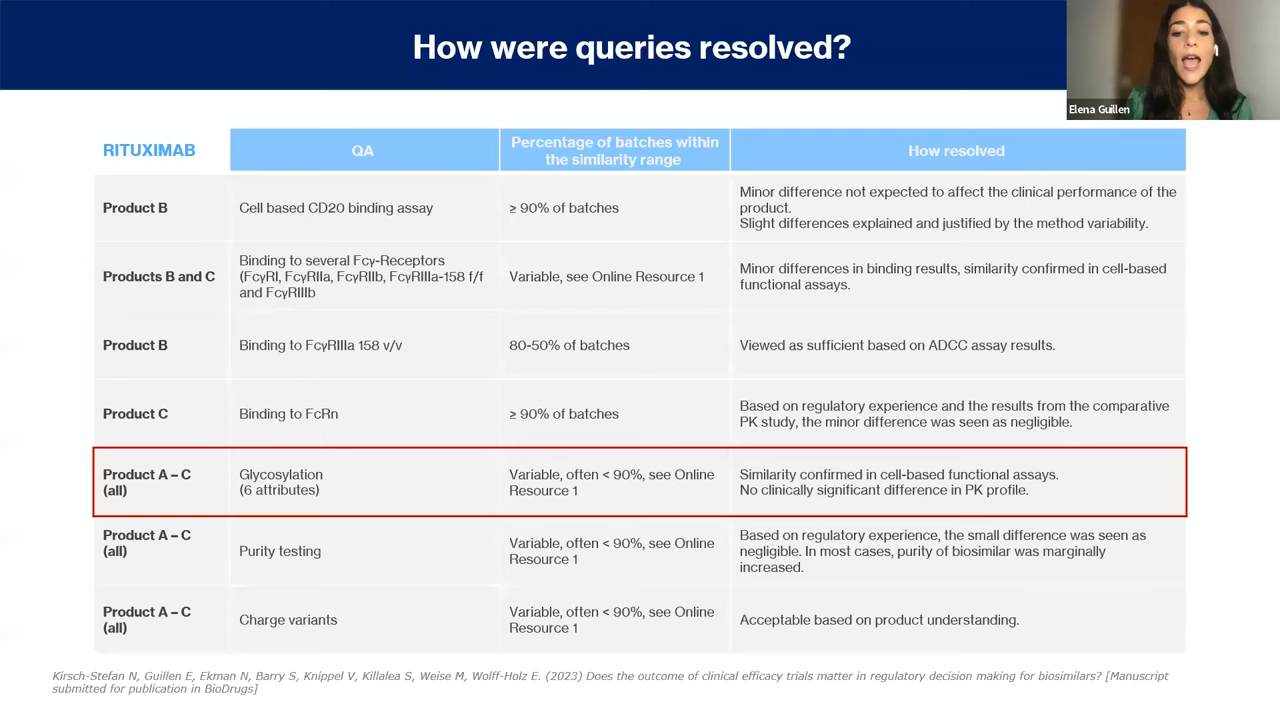 How were queries resolved?
Elena Guillen
RITUXIMAB
QA
Percentage of batches within
the similarity range
How resolved
Product B
Cell based CD20 binding assay
≥ 90% of batches
Minor difference not expected to affect the clinical performance of the
product.
Slight differences explained and justified by the method variability.
Products B and C
Binding to several Fcγ-Receptors
(FcγRI, FcγRIIa, FcγRIIb, FcγRIIIa-158 f/f
and FcγRIIIb
Variable, see Online Resource 1
Minor differences in binding results, similarity confirmed in cell-based
functional assays.
Product B
Binding to FcγRIIIa 158 v/v
80-50% of batches
Viewed as sufficient based on ADCC assay results.
Product C
Binding to FcRn
≥ 90% of batches
Based on regulatory experience and the results from the comparative
PK study, the minor difference was seen as negligible.
Product A – C
(all)
Glycosylation
(6 attributes)
Variable, often < 90%, see Online
Resource 1
Similarity confirmed in cell-based functional assays.
No clinically significant difference in PK profile.
Product A – C
(all)
Purity testing
Variable, often < 90%, see Online
Resource 1
Based on regulatory experience, the small difference was seen as
negligible. In most cases, purity of biosimilar was marginally
increased.
Product A – C
(all)
Charge variants
Variable, often < 90%, see Online
Resource 1
Acceptable based on product understanding.
Kirsch-Stefan N, Guillen E, Ekman N, Barry S, Knippel V, Killalea S, Weise M, Wolff-Holz E. (2023) Does the outcome of clinical efficacy trials matter in regulatory decision making for biosimilars? [Manuscript
submitted for publication in BioDrugs]